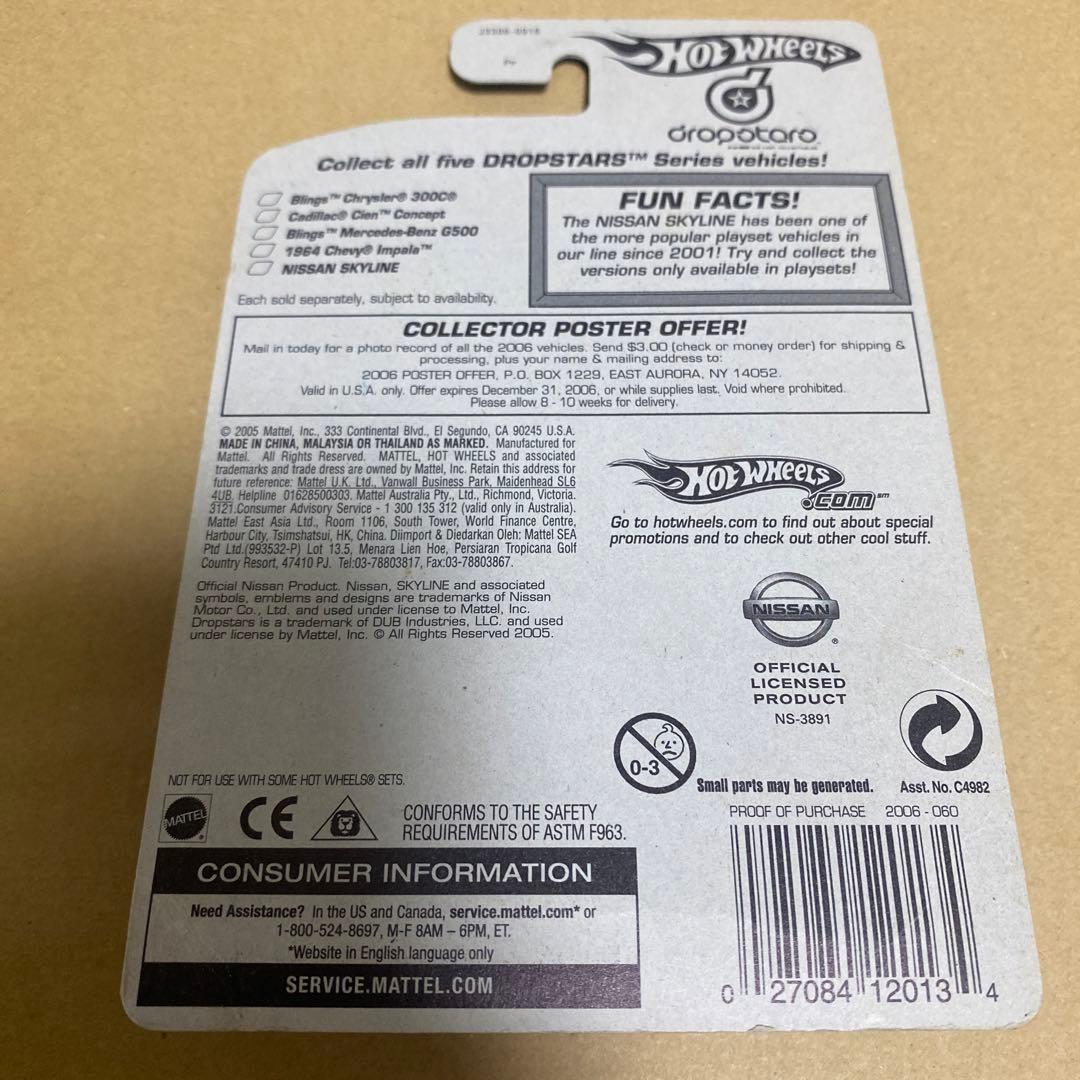 HOT WHEELS
dropstars
Collect all five DROPSTARS™ Series vehicles!
Blings™ Chrysler® 300C®
Cadillac® Cien™ Concept
Blings™ Mercedes-Benz G500
1964 Chevy® Impala™
NISSAN SKYLINE
Each sold separately, subject to availability.
FUN FACTS!
The NISSAN SKYLINE has been one of
the more popular playset vehicles in
our line since 2001! Try and collect the
versions only available in playsets!
COLLECTOR POSTER OFFER!
Mail in today for a photo record of all the 2006 vehicles. Send $3.00 (check or money order) for shipping &
processing, plus your name & mailing address to:
2006 POSTER OFFER, P.O. BOX 1229, EAST AURORA, NY 14052.
Valid in U.S.A. only. Offer expires December 31, 2006, or while supplies last. Void where prohibited.
Please allow 8 - 10 weeks for delivery.
© 2005 Mattel, Inc., 333 Continental Blvd., El Segundo, CA 90245 U.S.A.
MADE IN CHINA, MALAYSIA OR THAILAND AS MARKED. Manufactured for
Mattel. All Rights Reserved. MATTEL, HOT WHEELS and associated
trademarks and trade dress are owned by Mattel, Inc. Retain this address for
future reference: Mattel U.K. Ltd., Vanwall Business Park, Maidenhead SL6
4UB. Helpline 01628500303. Mattel Australia Pty., Ltd., Richmond, Victoria.
3121.Consumer Advisory Service - 1 300 135 312 (valid only in Australia).
Mattel East Asia Ltd., Room 1106, South Tower, World Finance Centre,
Harbour City, Tsimshatsui, HK, China. Diimport & Diedarkan Oleh: Mattel SEA
Ptd Ltd.(993532-P) Lot 13.5, Menara Lien Hoe, Persiaran Tropicana Golf
Country Resort, 47410 PJ. Tel:03-78803817, Fax:03-78803867.
Official Nissan Product. Nissan, SKYLINE and associated
symbols, emblems and designs are trademarks of Nissan
Motor Co., Ltd. and used under license to Mattel, Inc.
Dropstars is a trademark of DUB Industries, LLC. and used
under license by Mattel, Inc. © All Rights Reserved 2005.
HOT WHEELS
.COM℠
Go to hotwheels.com to find out about special
promotions and to check out other cool stuff.
NISSAN
®
OFFICIAL
LICENSED
PRODUCT
NS-3891
0-3
Small parts may be generated.
Asst. No. C4982
NOT FOR USE WITH SOME HOT WHEELS® SETS.
MATTEL
®
CE
CONFORMS TO THE SAFETY
REQUIREMENTS OF ASTM F963.
PROOF OF PURCHASE 2006 - 060
CONSUMER INFORMATION
Need Assistance? In the US and Canada, service.mattel.com* or
1-800-524-8697, M-F 8AM – 6PM, ET.
*Website in English language only
SERVICE.MATTEL.COM
0 27084 12013 4